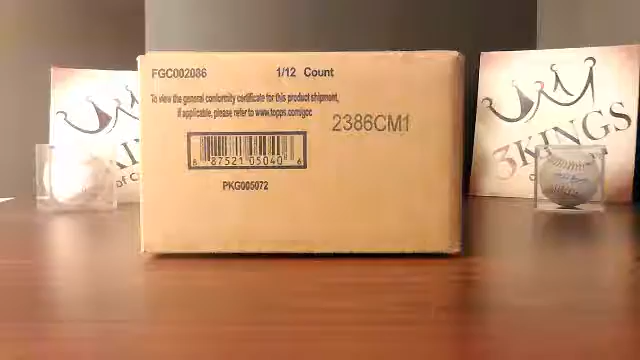 FGC002086 1/12 Count
To view the general conformity certificate for this product shipment,
if applicable, please refer to www.topps.com/gcc
2386CM1
8 87521 05040 6
PKG005072
3KINGS
of C